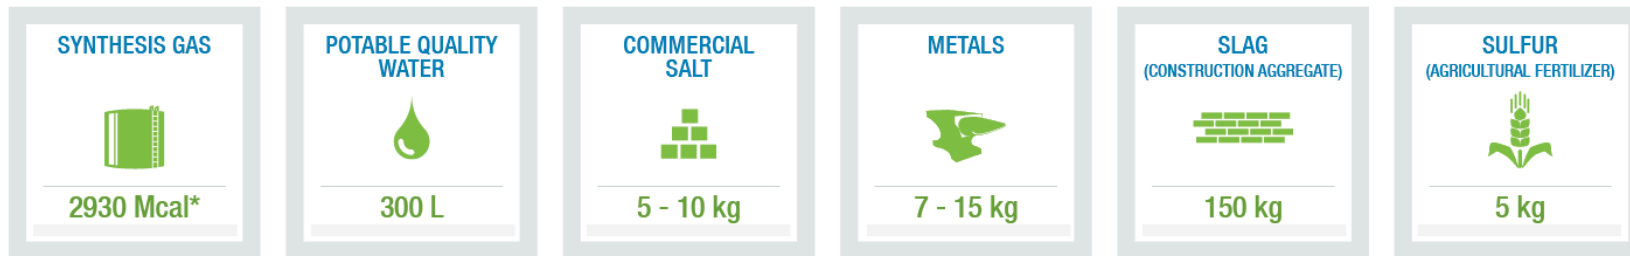 SYNTHESIS GAS
2930 Mcal*
POTABLE QUALITY
WATER
300 L
COMMERCIAL
SALT
5 - 10 kg
METALS
7 - 15 kg
SLAG
(CONSTRUCTION AGGREGATE)
150 kg
SULFUR
(AGRICULTURAL FERTILIZER)
5 kg